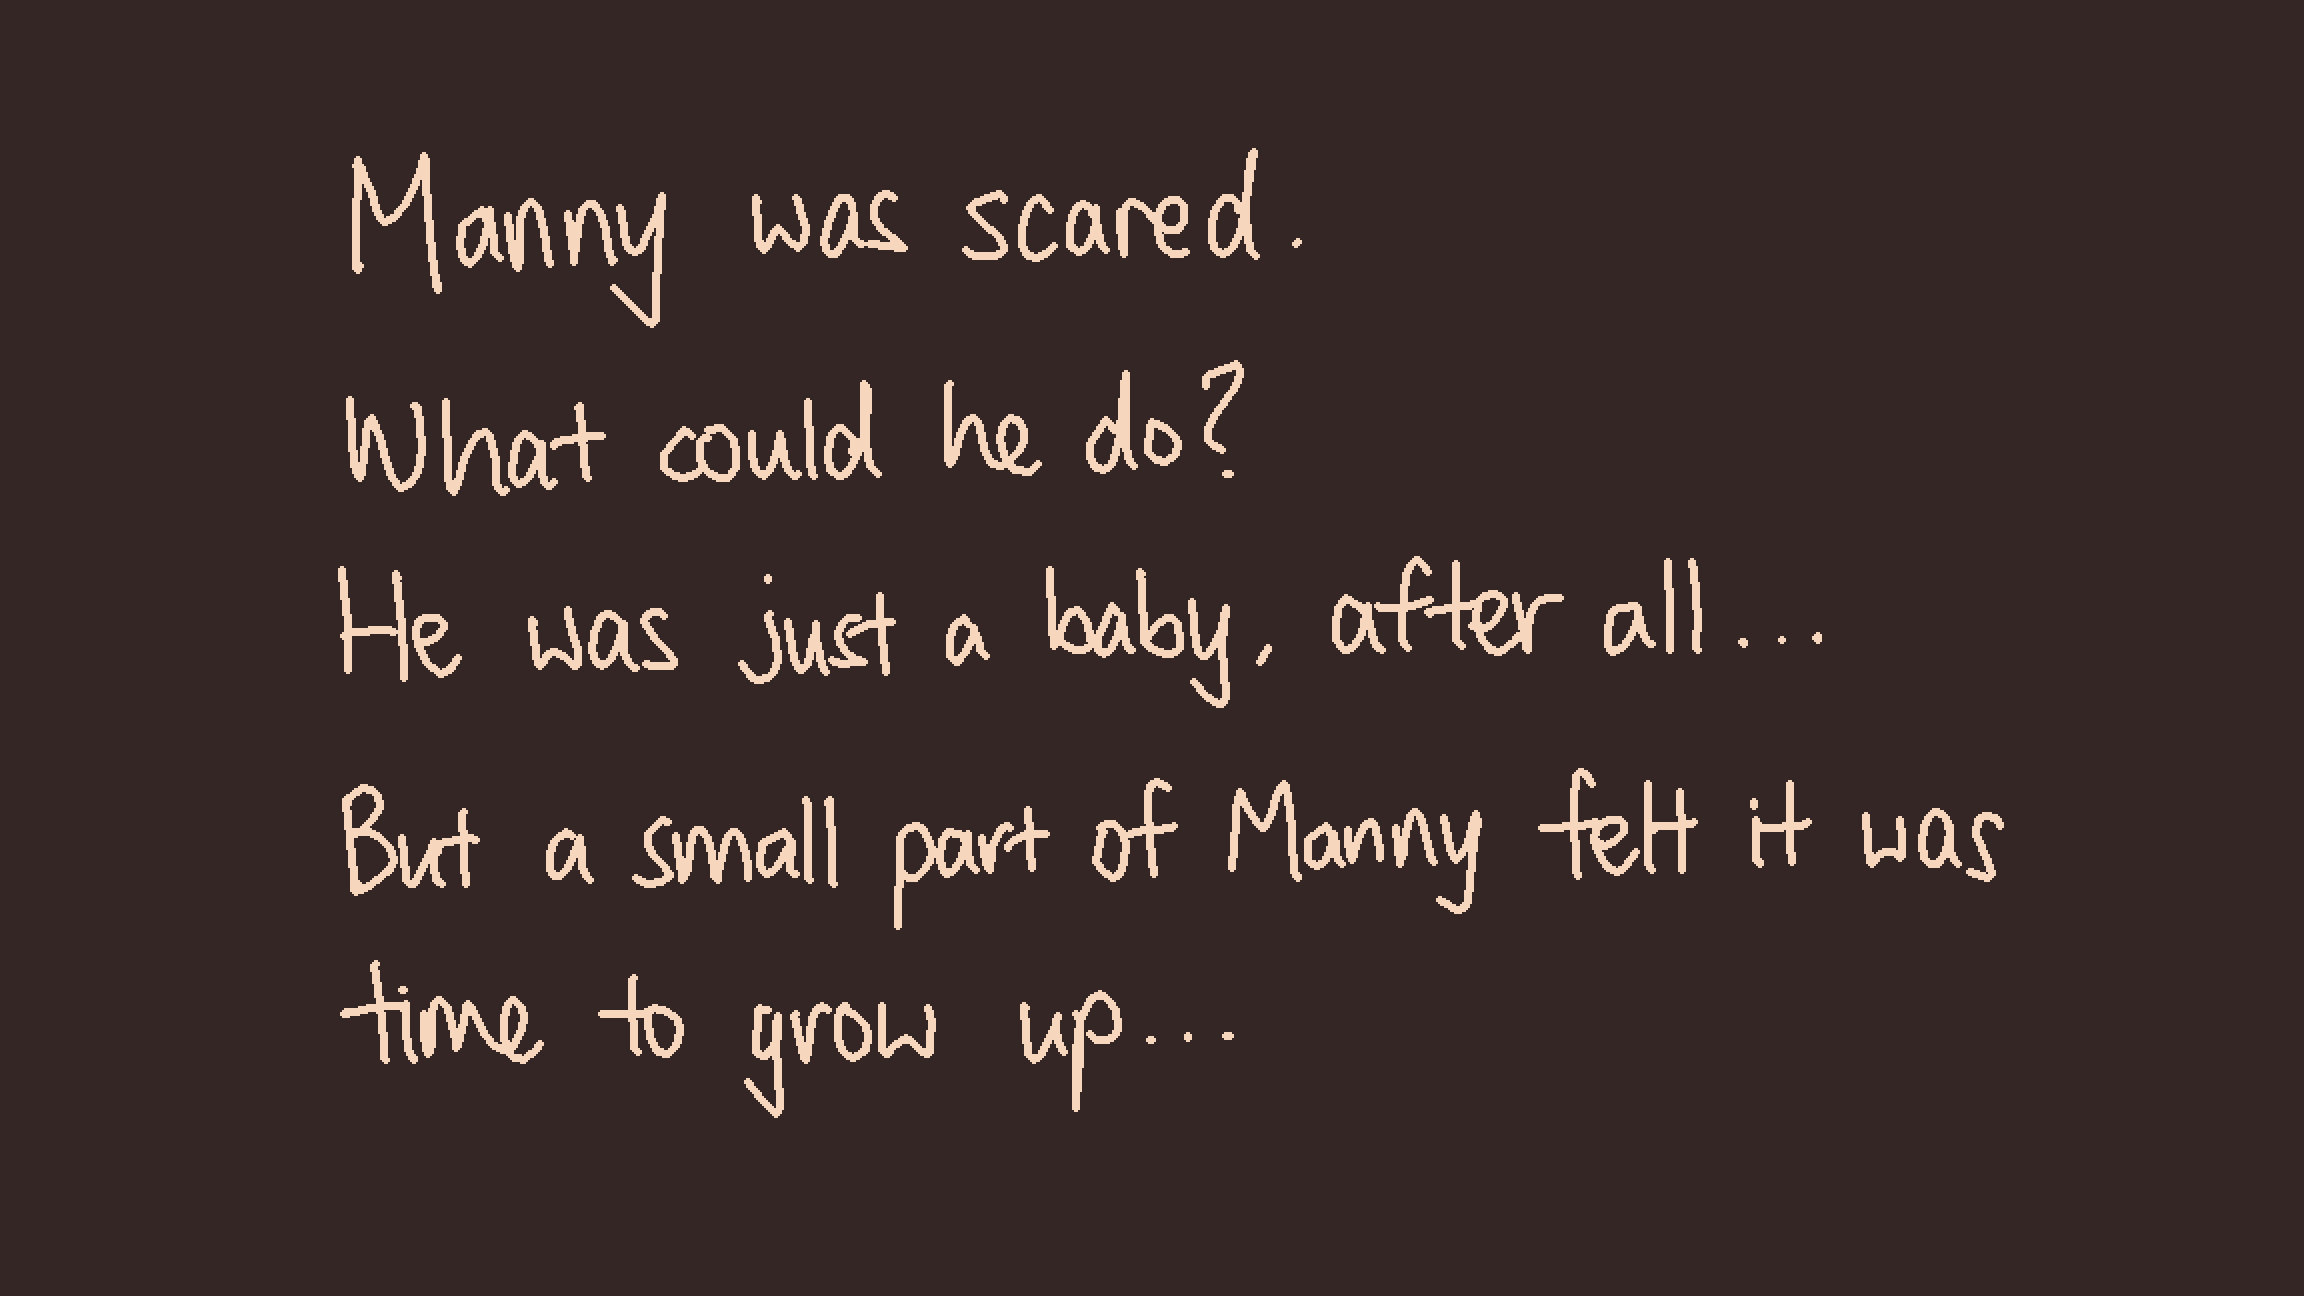 Manny was scared.
What could he do?
He was just a baby, after all...
But a small part of Manny felt it was
time to grow up...